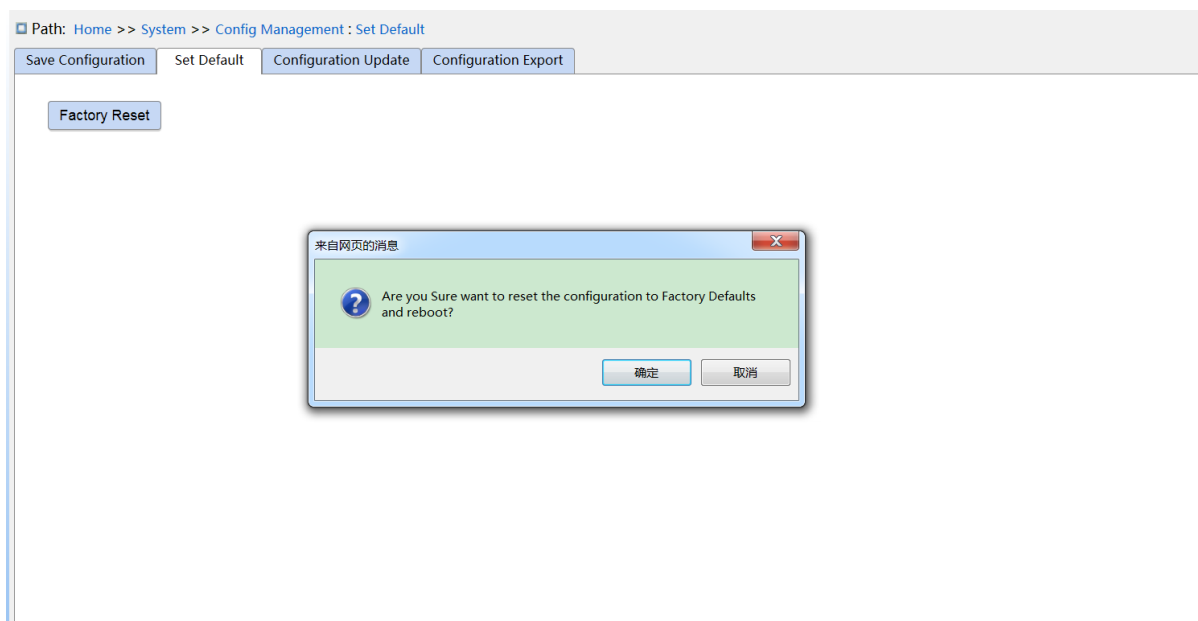 Path: Home >> System >> Config Management : Set Default
Save Configuration Set Default Configuration Update Configuration Export
Factory Reset
来自网页的消息
Are you Sure want to reset the configuration to Factory Defaults
and reboot?
确定 取消